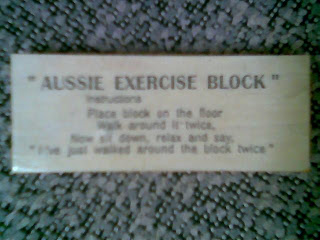 " AUSSIE EXERCISE BLOCK "
Instructions
Place block on the floor
Walk around it twice,
Now sit down, relax and say,
" I've just walked around the block twice "